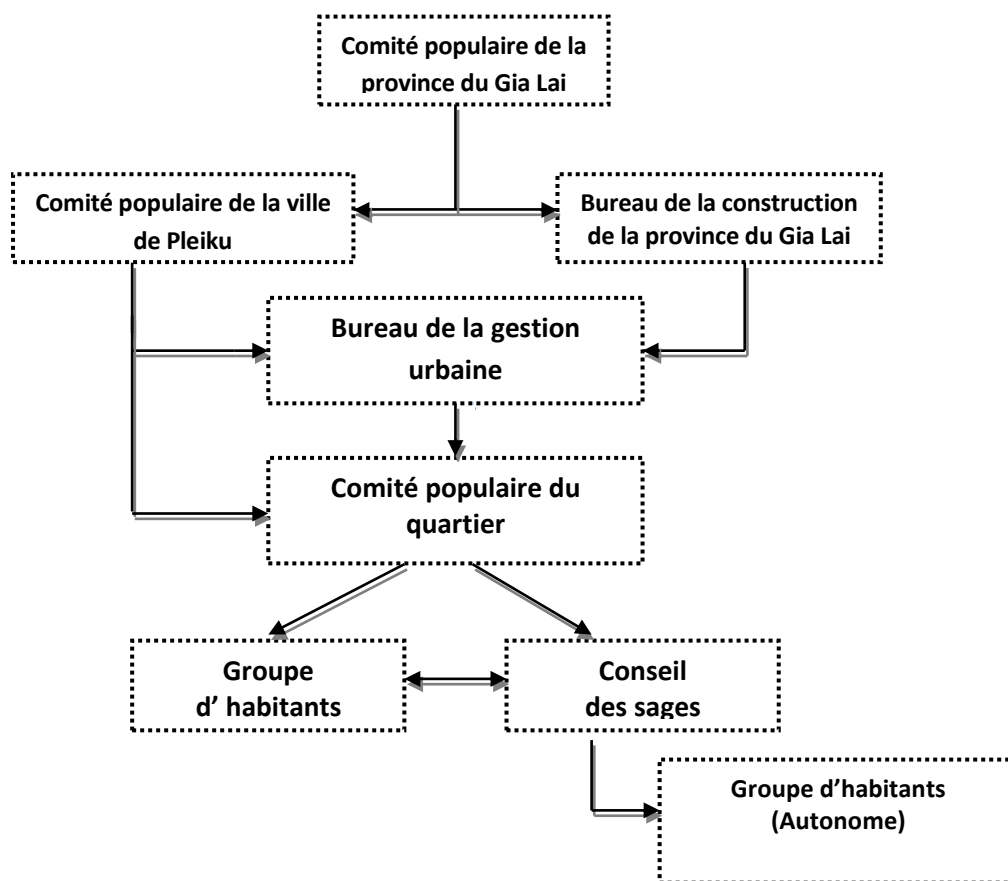 Comité populaire de la
province du Gia Lai
Comité populaire de la ville
de Pleiku
Bureau de la construction
de la province du Gia Lai
Bureau de la gestion
urbaine
Comité populaire du
quartier
Groupe
d’ habitants
Conseil
des sages
Groupe d’habitants
(Autonome)